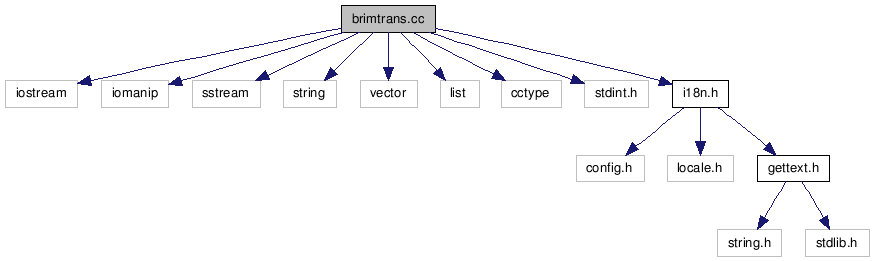 brimtrans.cc
iostream
iomanip
sstream
string
vector
list
cctype
stdint.h
i18n.h
config.h
locale.h
gettext.h
string.h
stdlib.h